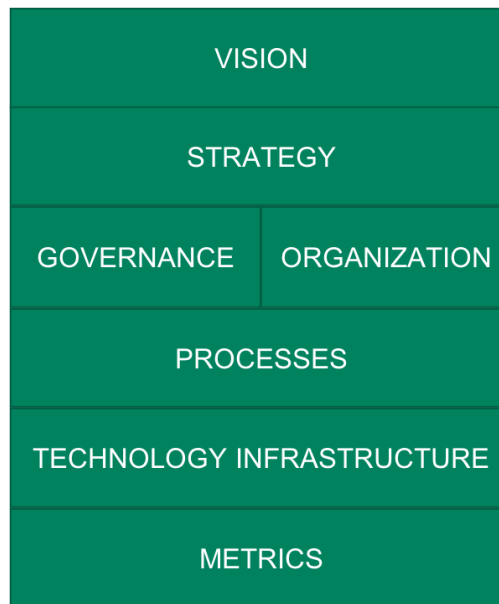 VISION
STRATEGY
GOVERNANCE ORGANIZATION
PROCESSES
TECHNOLOGY INFRASTRUCTURE
METRICS